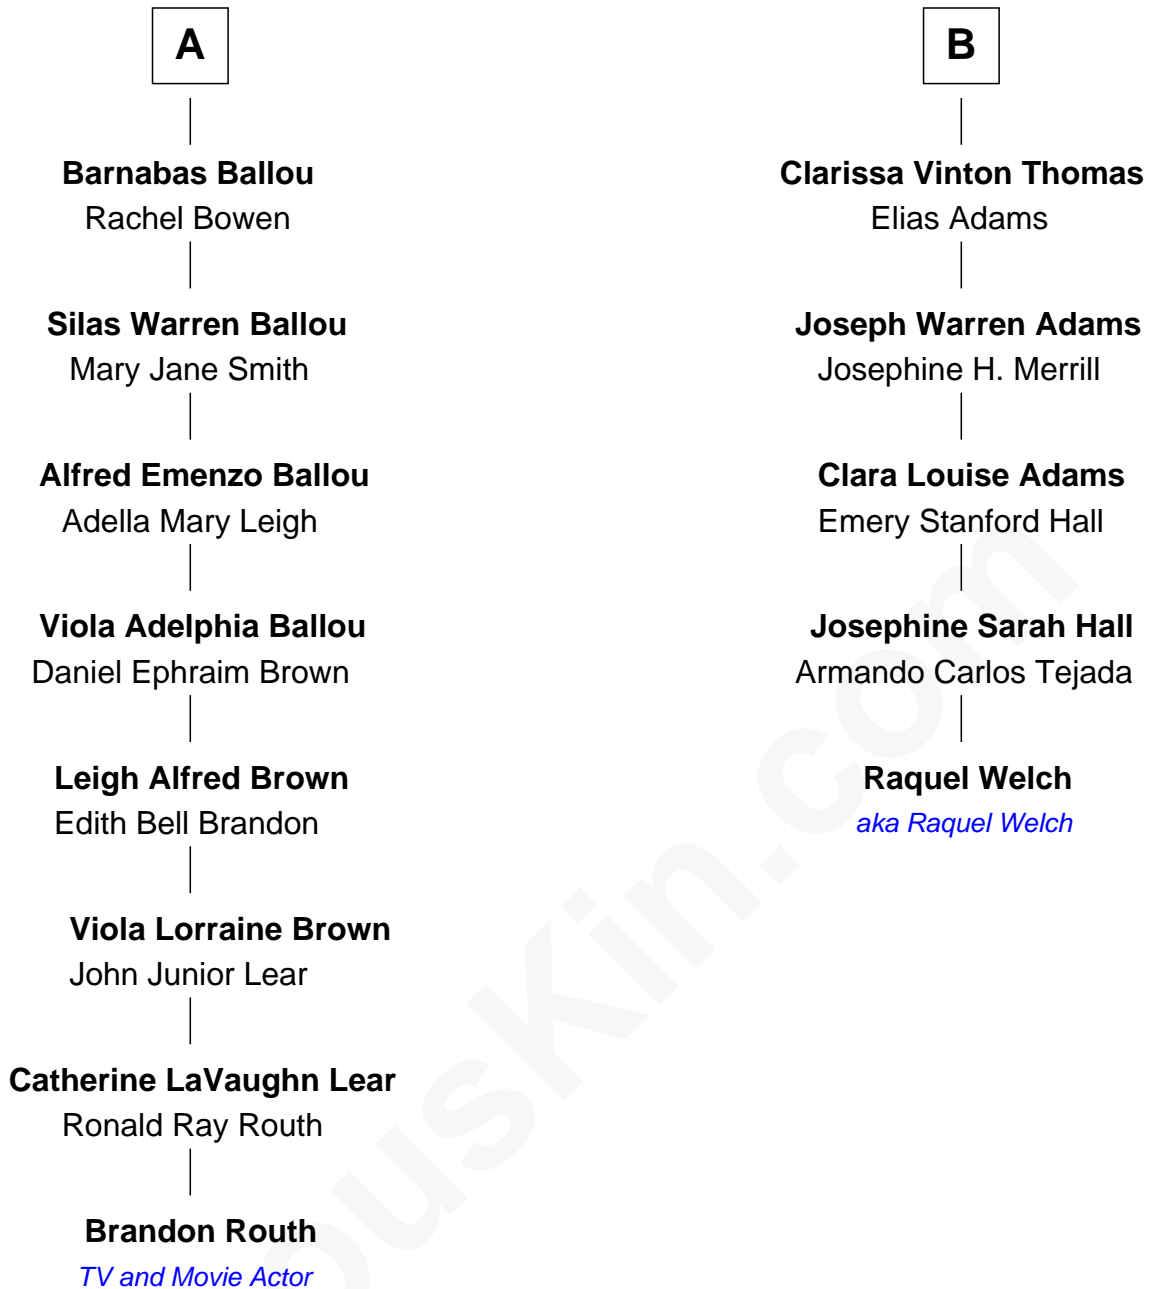 A
Barnabas Ballou
Rachel Bowen
Silas Warren Ballou
Mary Jane Smith
Alfred Emenzo Ballou
Adella Mary Leigh
Viola Adelphia Ballou
Daniel Ephraim Brown
Leigh Alfred Brown
Edith Bell Brandon
Viola Lorraine Brown
John Junior Lear
Catherine LaVaughn Lear
Ronald Ray Routh
Brandon Routh
TV and Movie Actor
B
Clarissa Vinton Thomas
Elias Adams
Joseph Warren Adams
Josephine H. Merrill
Clara Louise Adams
Emery Stanford Hall
Josephine Sarah Hall
Armando Carlos Tejada
Raquel Welch
aka Raquel Welch
ousKin.com